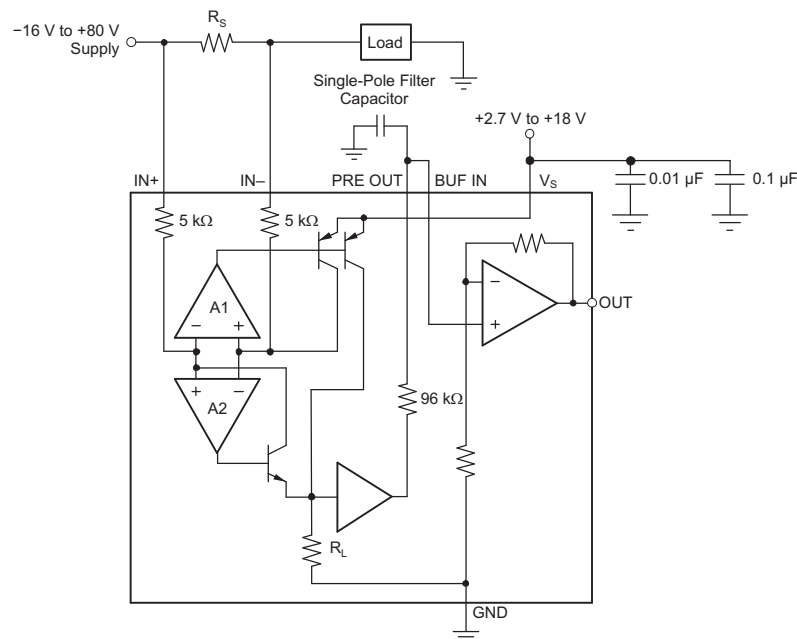 −16 V to +80 V
Supply
R_S
Load
Single-Pole Filter
Capacitor
+2.7 V to +18 V
IN+
IN–
PRE OUT
BUF IN
V_S
0.01 µF
0.1 µF
5 kΩ
5 kΩ
A1
−
+
+
−
A2
−
+
OUT
96 kΩ
R_L
GND